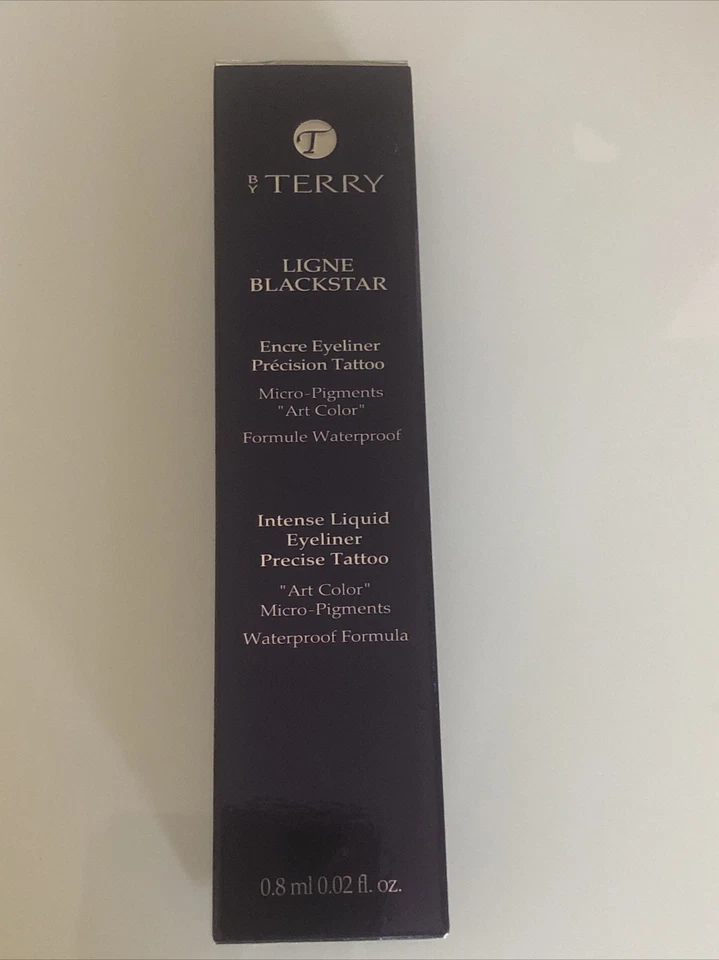 T
BY TERRY
LIGNE
BLACKSTAR
Encre Eyeliner
Précision Tattoo
Micro-Pigments
"Art Color"
Formule Waterproof
Intense Liquid
Eyeliner
Precise Tattoo
"Art Color"
Micro-Pigments
Waterproof Formula
0.8 ml 0.02 fl. oz.